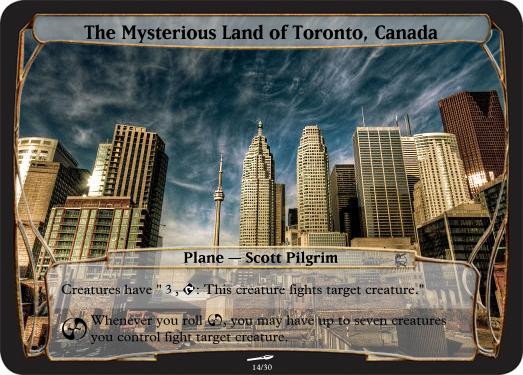 The Mysterious Land of Toronto, Canada
Plane — Scott Pilgrim
Creatures have " 3 , : This creature fights target creature."
Whenever you roll , you may have up to seven creatures
you control fight target creature.
14/30